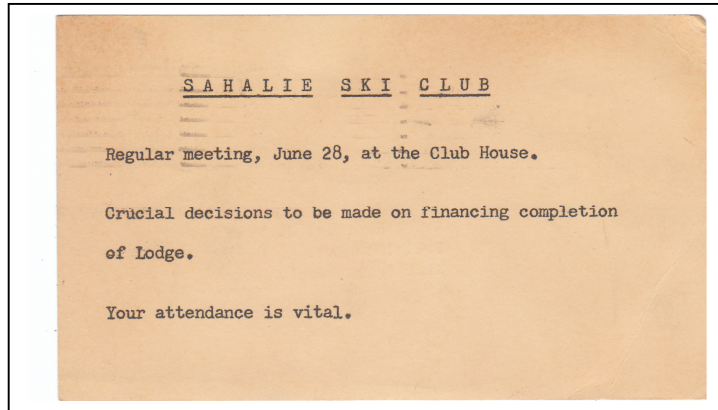 SAHALIE SKI CLUB
Regular meeting, June 28, at the Club House.
Crucial decisions to be made on financing completion
of Lodge.
Your attendance is vital.